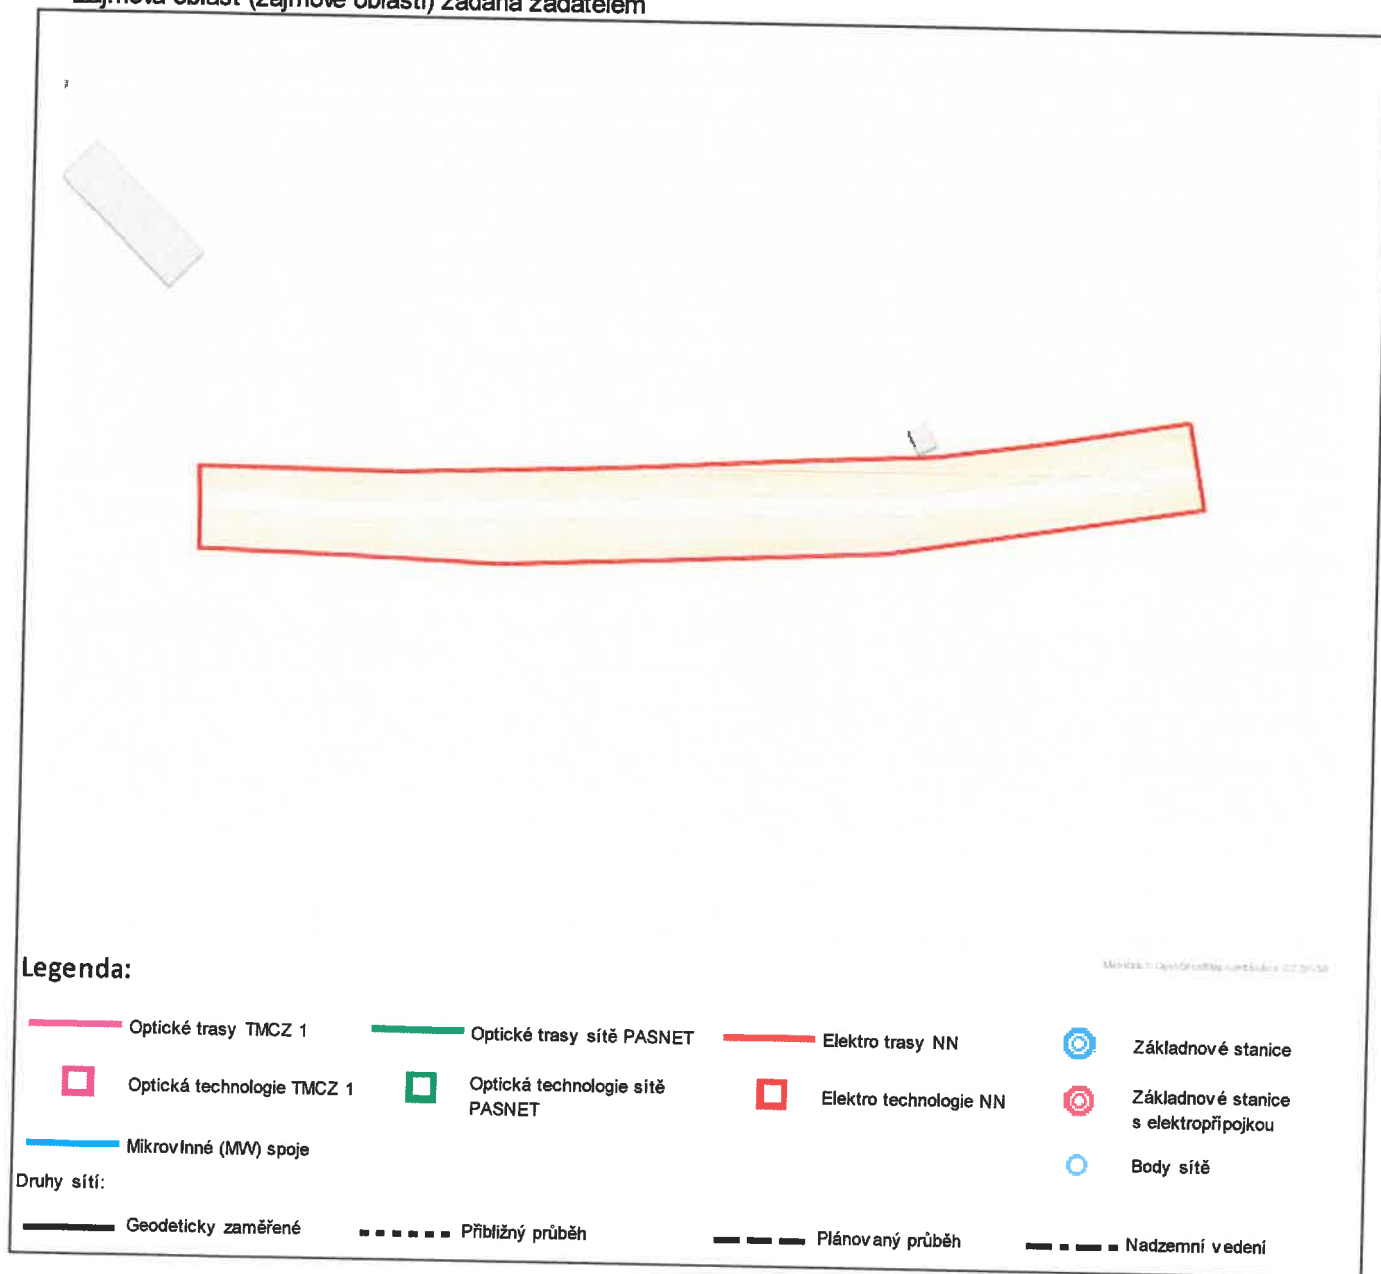 Zájmová oblast (zájmové oblasti) zadaná žadatelem
Legenda:
Optické trasy TMCZ 1
Optické trasy sítě PASNET
Elektro trasy NN
Základnové stanice
Optická technologie TMCZ 1
Optická technologie sítě
PASNET
Elektro technologie NN
Základnové stanice
s elektropřípojkou
Mikrovlnné (MW) spoje
Body sítě
Druhy sítí:
Geodeticky zaměřené
Přibližný průběh
Plánovaný průběh
Nadzemní vedení